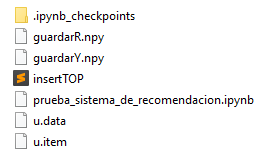 .ipynb_checkpoints
guardarR.npy
guardarY.npy
insertTOP
prueba_sistema_de_recomendacion.ipynb
u.data
u.item